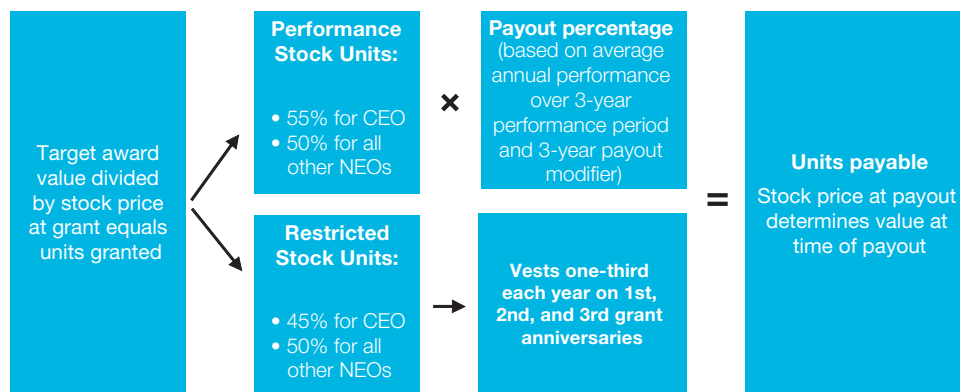 Target award
value divided
by stock price
at grant equals
units granted
Performance
Stock Units:
• 55% for CEO
• 50% for all
other NEOs
×
Payout percentage
(based on average
annual performance
over 3-year
performance period
and 3-year payout
modifier)
Restricted
Stock Units:
• 45% for CEO
• 50% for all
other NEOs
Vests one-third
each year on 1st,
2nd, and 3rd grant
anniversaries
=
Units payable
Stock price at payout
determines value at
time of payout